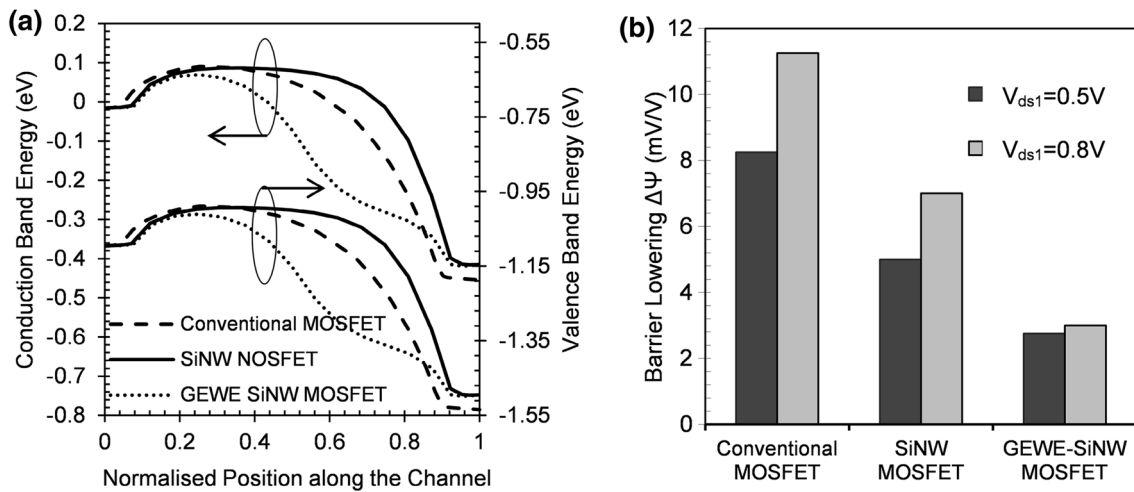 (a)
0.2
0.1
0
-0.1
-0.2
-0.3
-0.4
-0.5
-0.6
-0.7
-0.8
Conduction Band Energy (eV)
-0.55
-0.75
-0.95
-1.15
-1.35
-1.55
Valence Band Energy (eV)
Conventional MOSFET
SiNW NOSFET
GEWE SiNW MOSFET
0 0.2 0.4 0.6 0.8 1
Normalised Position along the Channel
(b)
12
10
8
6
4
2
0
Barrier Lowering ΔΨ (mV/V)
Vds1=0.5V
Vds1=0.8V
Conventional
MOSFET
SiNW
MOSFET
GEWE-SiNW
MOSFET